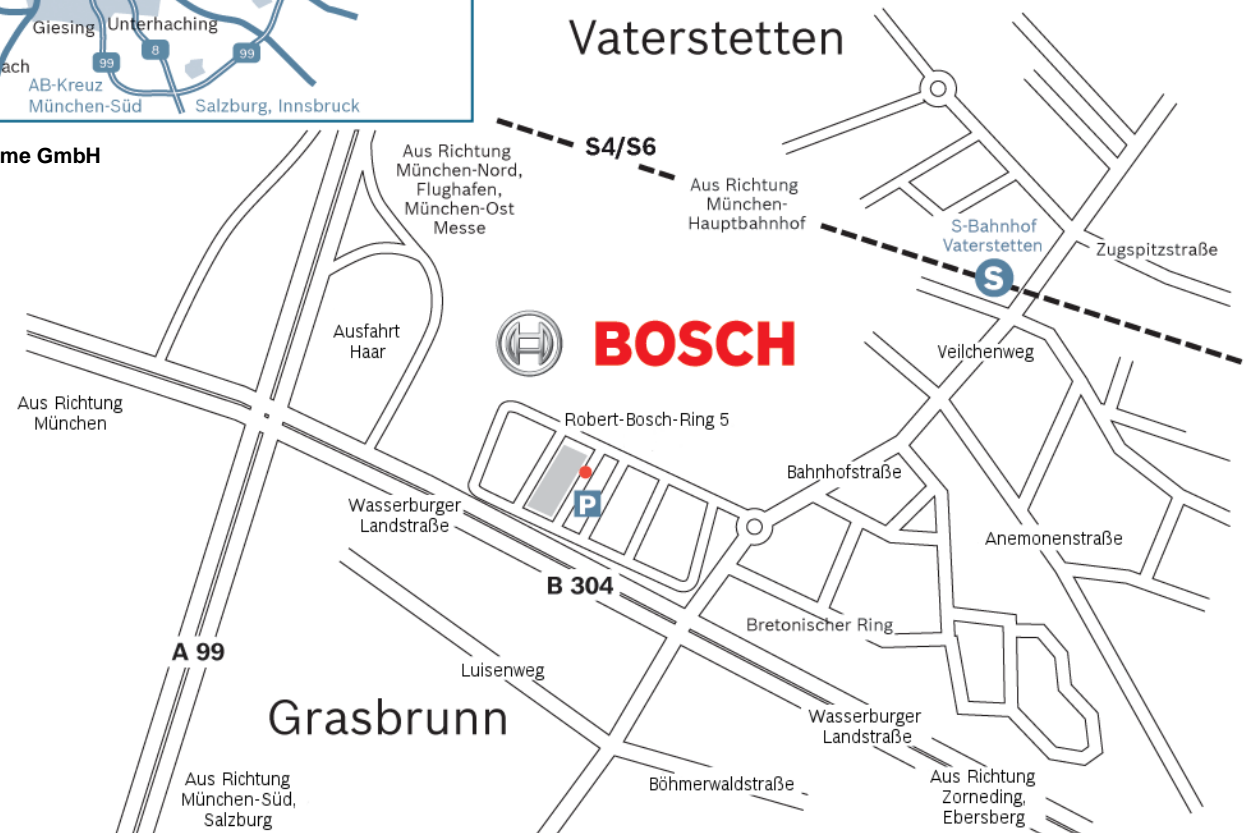 Giesing
Unterhaching
99
8
99
ach
AB-Kreuz
München-Süd
Salzburg, Innsbruck
me GmbH
Vaterstetten
S4/S6
Aus Richtung
München-Nord,
Flughafen,
München-Ost
Messe
Aus Richtung
München-
Hauptbahnhof
S-Bahnhof
Vaterstetten
S
Zugspitzstraße
Ausfahrt
Haar
BOSCH
Veilchenweg
Aus Richtung
München
Robert-Bosch-Ring 5
Bahnhofstraße
P
Wasserburger
Landstraße
Anemonenstraße
B 304
Bretonischer Ring
A 99
Luisenweg
Grasbrunn
Wasserburger
Landstraße
Aus Richtung
München-Süd,
Salzburg
Böhmerwaldstraße
Aus Richtung
Zorneding,
Ebersberg